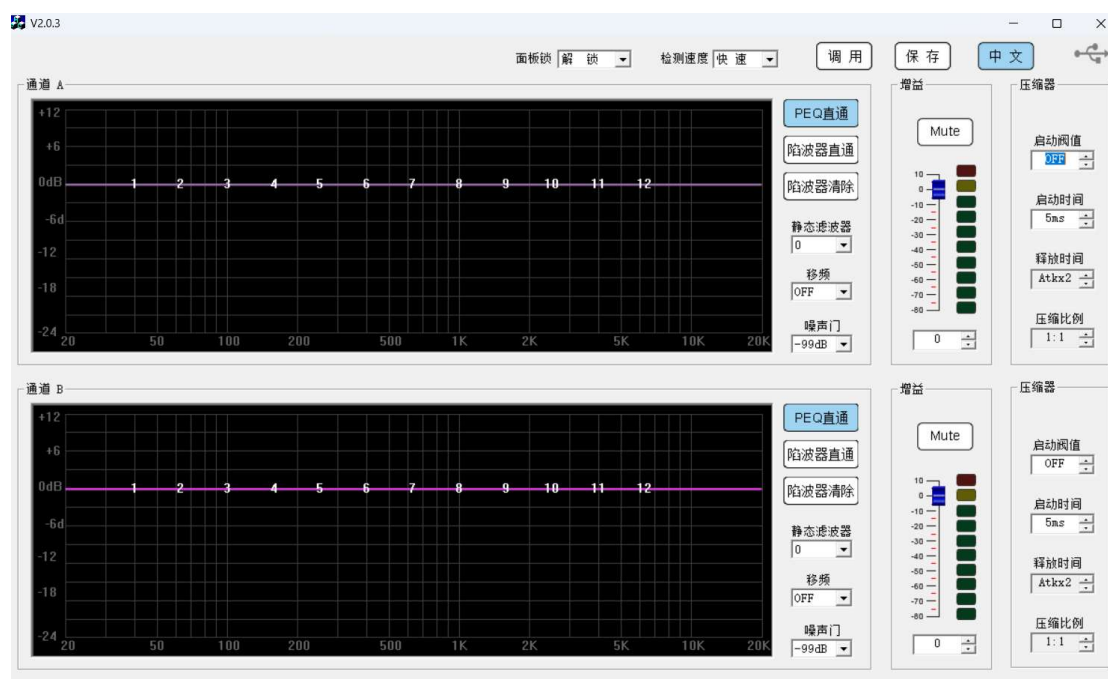 V2.0.3
面板锁 解 锁 检测速度 快 速 调 用 保 存 中 文
通道 A
+12
+6
0dB
-6d
-12
-18
-24
1 2 3 4 5 6 7 8 9 10 11 12
20 50 100 200 500 1K 2K 5K 10K 20K
PEQ直通
陷波器直通
陷波器清除
静态滤波器
0
移频
OFF
噪声门
-99dB
增益
Mute
10
0
-10
-20
-30
-40
-50
-60
-70
-80
0
压缩器
启动阀值
OFF
启动时间
5ms
释放时间
Atkx2
压缩比例
1:1
通道 B
+12
+6
0dB
-6d
-12
-18
-24
1 2 3 4 5 6 7 8 9 10 11 12
20 50 100 200 500 1K 2K 5K 10K 20K
PEQ直通
陷波器直通
陷波器清除
静态滤波器
0
移频
OFF
噪声门
-99dB
增益
Mute
10
0
-10
-20
-30
-40
-50
-60
-70
-80
0
压缩器
启动阀值
OFF
启动时间
5ms
释放时间
Atkx2
压缩比例
1:1